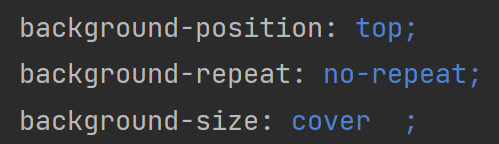 background-position: top;
background-repeat: no-repeat;
background-size: cover  ;